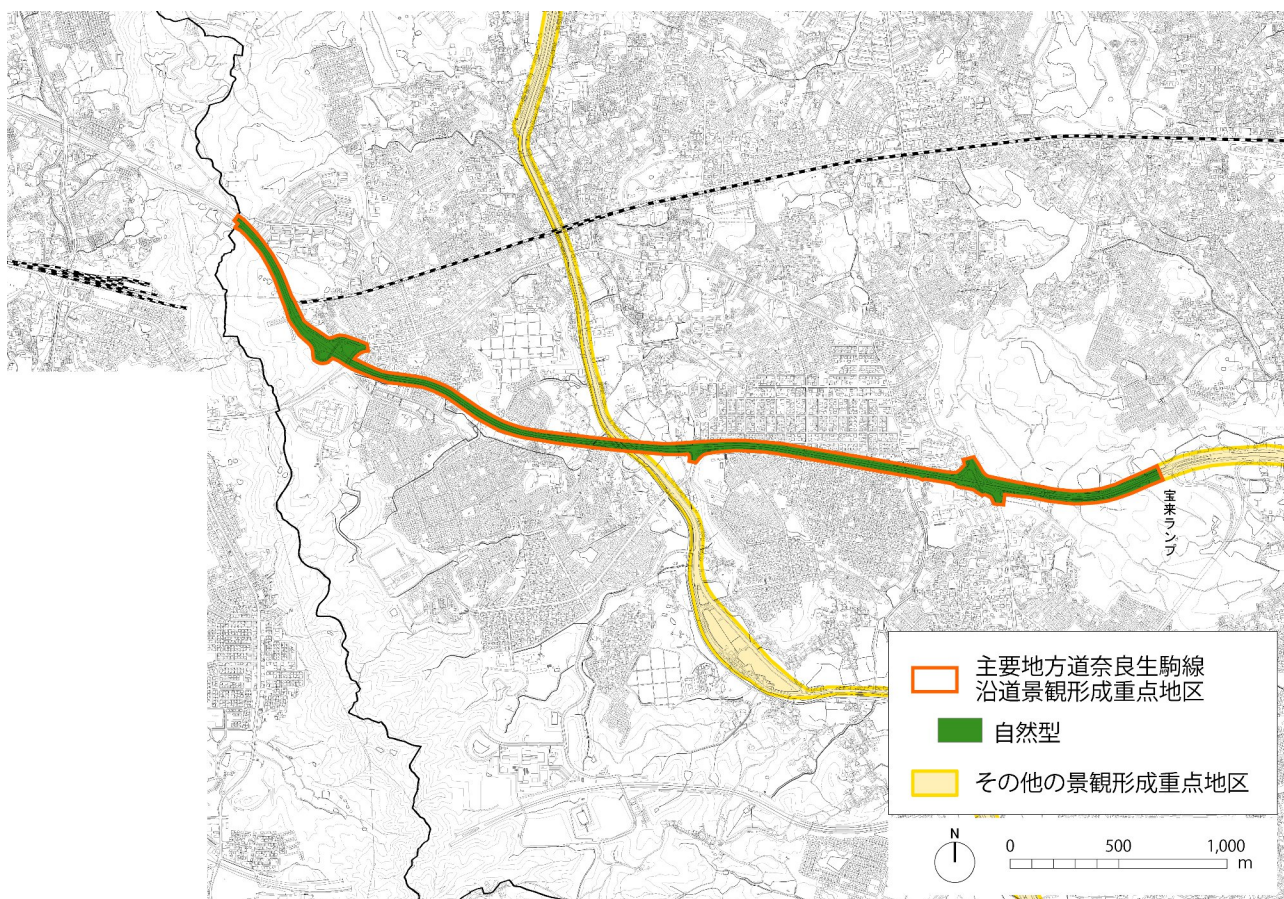 宝来ランプ
主要地方道奈良生駒線
沿道景観形成重点地区
自然型
その他の景観形成重点地区
N
0 500 1,000
m